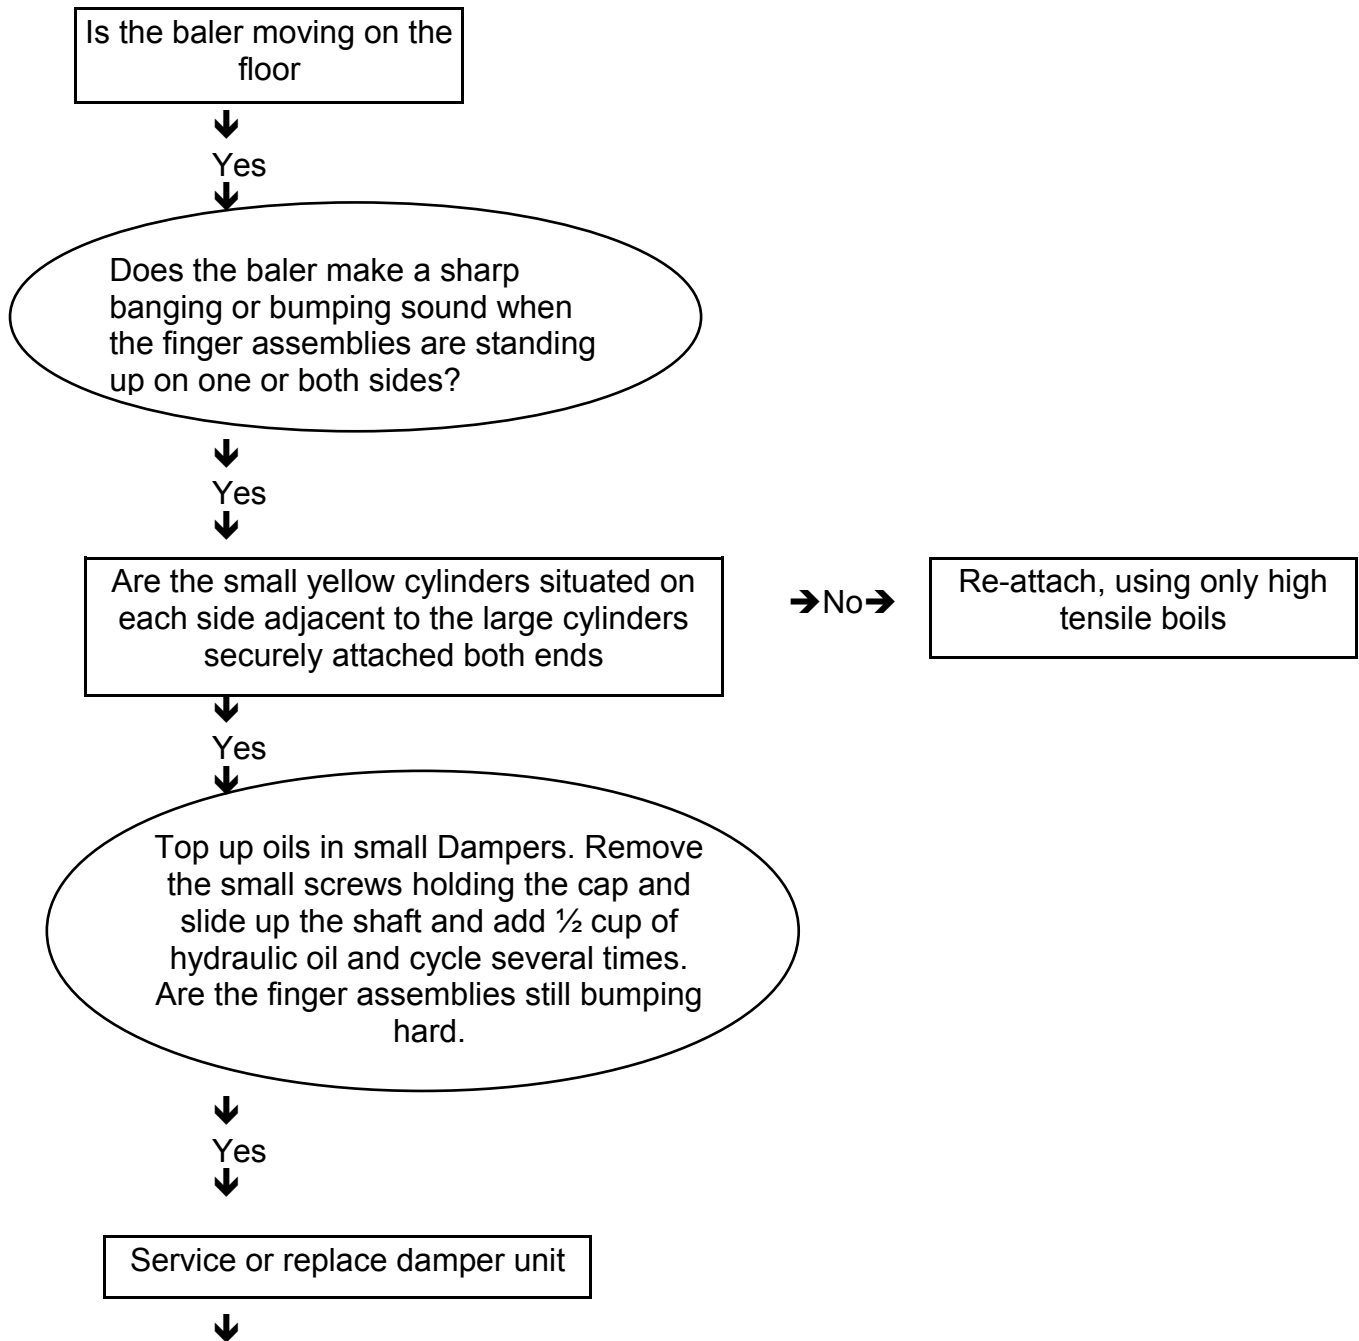 Is the baler moving on the
floor
Yes
Does the baler make a sharp
banging or bumping sound when
the finger assemblies are standing
up on one or both sides?
Yes
Are the small yellow cylinders situated on
each side adjacent to the large cylinders
securely attached both ends
➔No➔
Re-attach, using only high
tensile boils
Yes
Top up oils in small Dampers. Remove
the small screws holding the cap and
slide up the shaft and add ½ cup of
hydraulic oil and cycle several times.
Are the finger assemblies still bumping
hard.
Yes
Service or replace damper unit